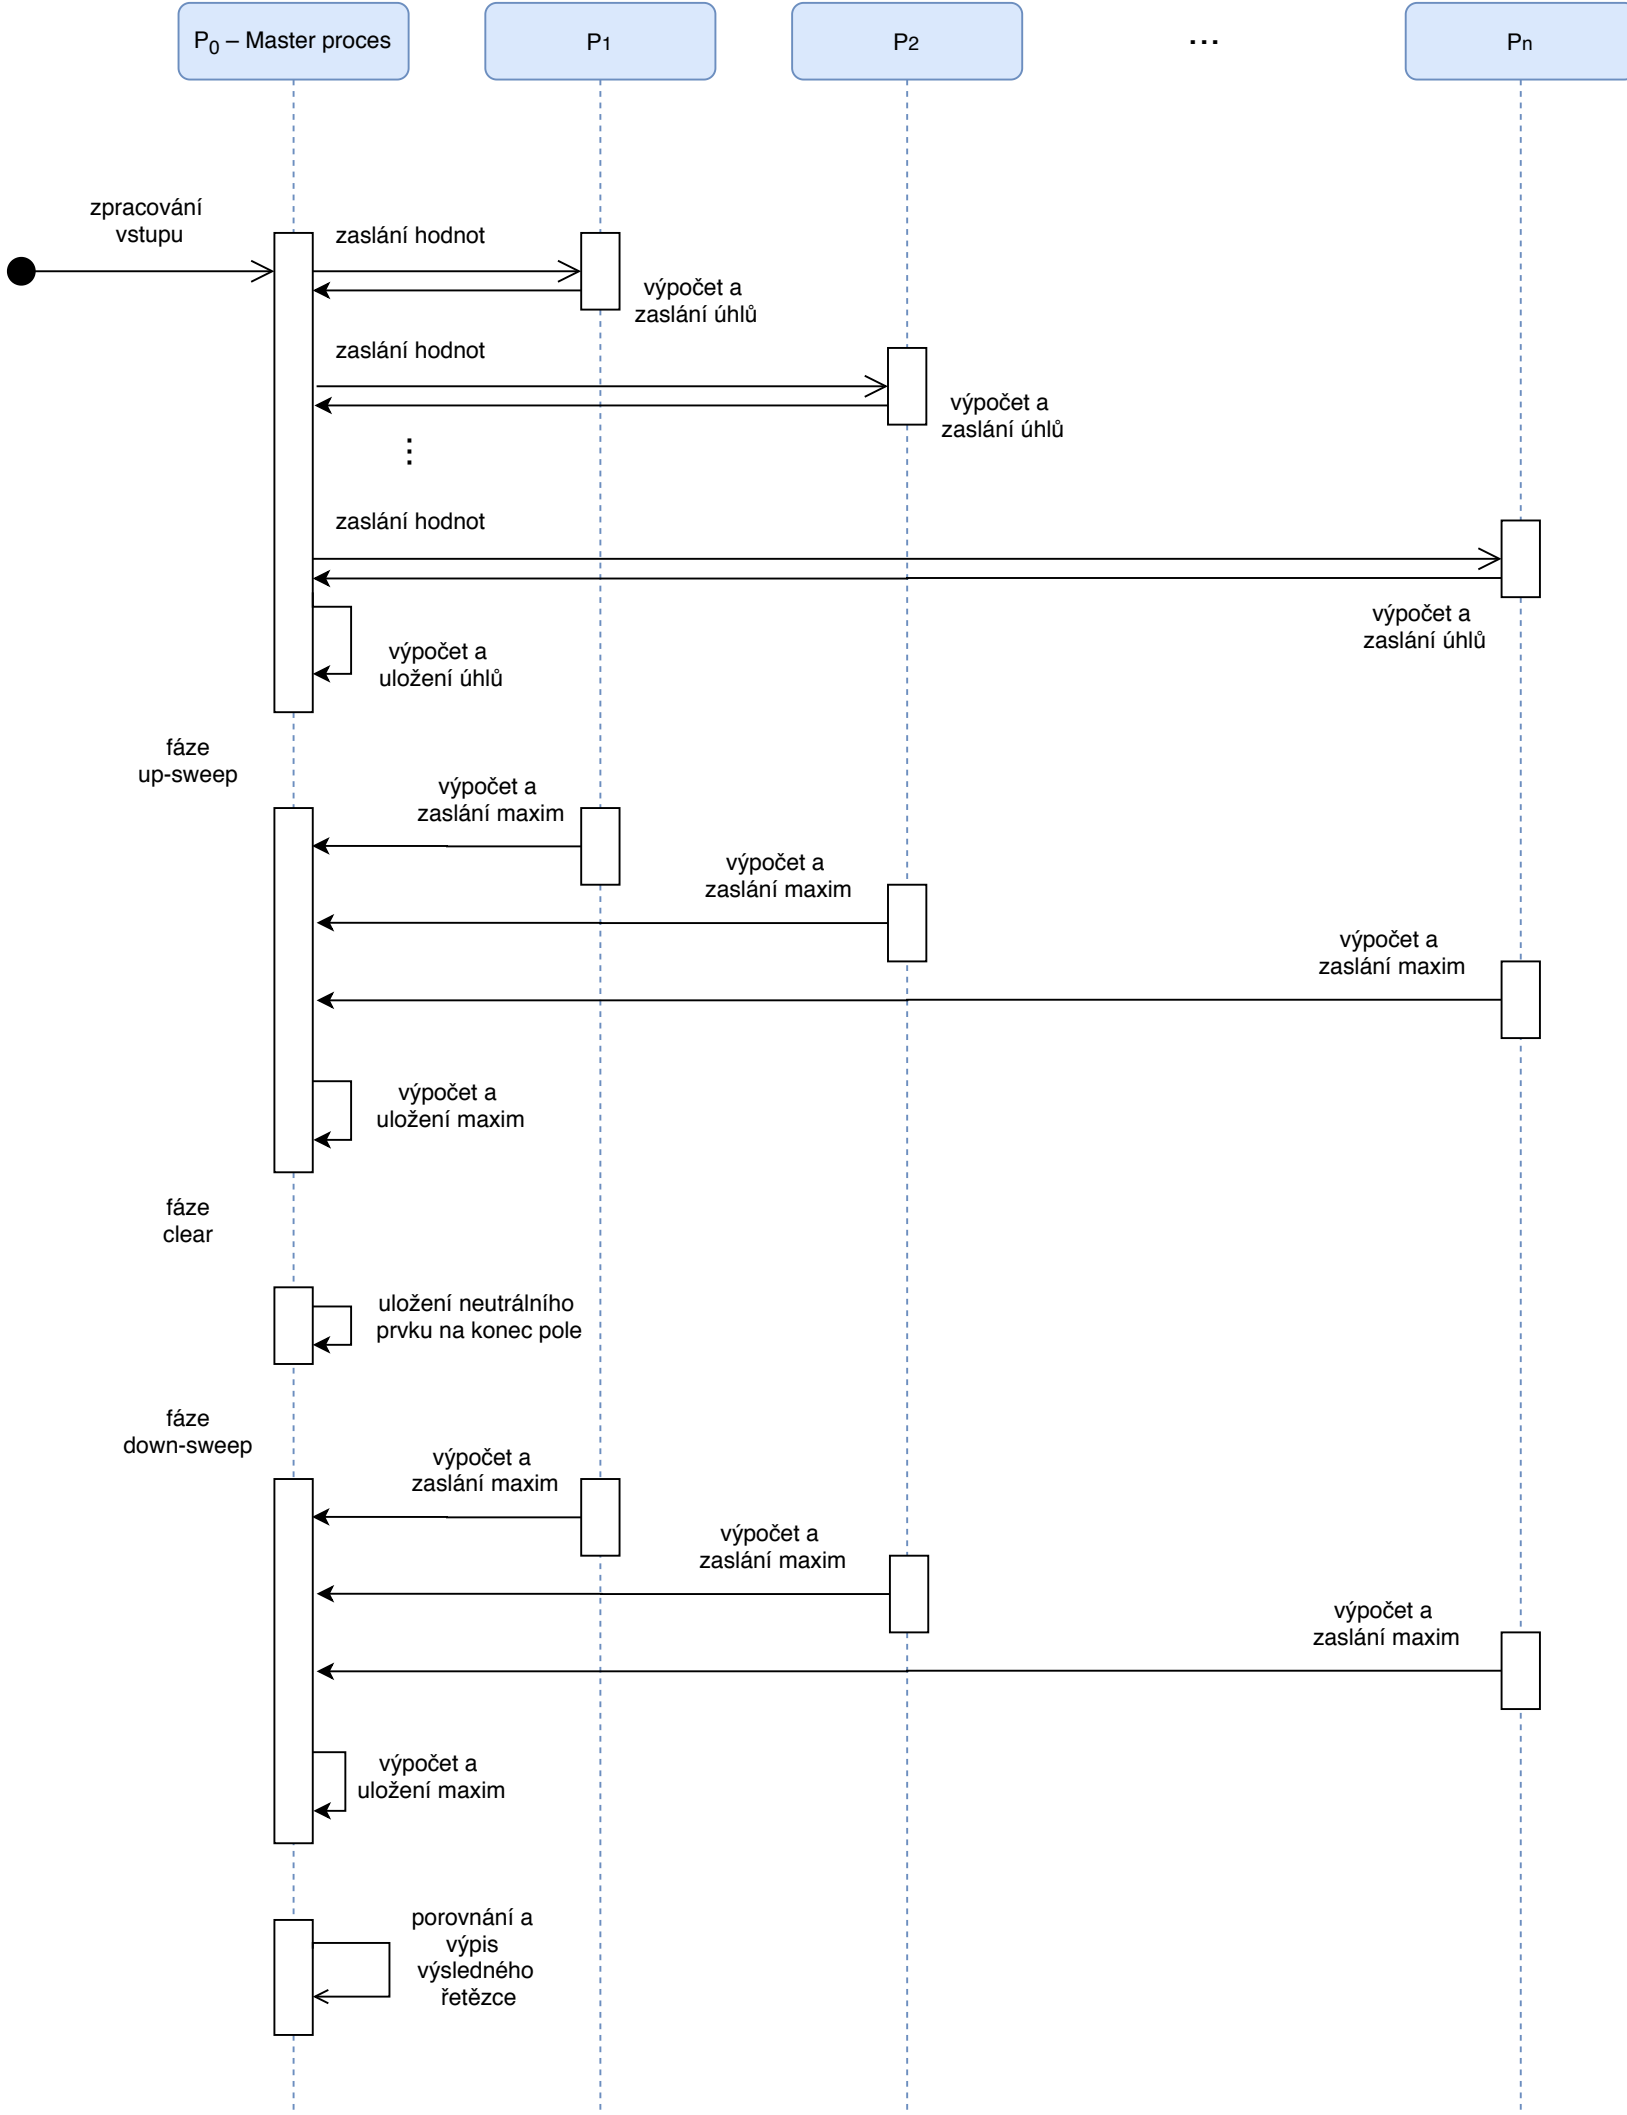 P0 – Master proces
P1
P2
...
Pn
zpracování
vstupu
zaslání hodnot
výpočet a
zaslání úhlů
zaslání hodnot
výpočet a
zaslání úhlů
...
zaslání hodnot
výpočet a
zaslání úhlů
výpočet a
uložení úhlů
fáze
up-sweep
výpočet a
zaslání maxim
výpočet a
zaslání maxim
výpočet a
zaslání maxim
výpočet a
uložení maxim
fáze
clear
uložení neutrálního
prvku na konec pole
fáze
down-sweep
výpočet a
zaslání maxim
výpočet a
zaslání maxim
výpočet a
zaslání maxim
výpočet a
uložení maxim
porovnání a
výpis
výsledného
řetězce